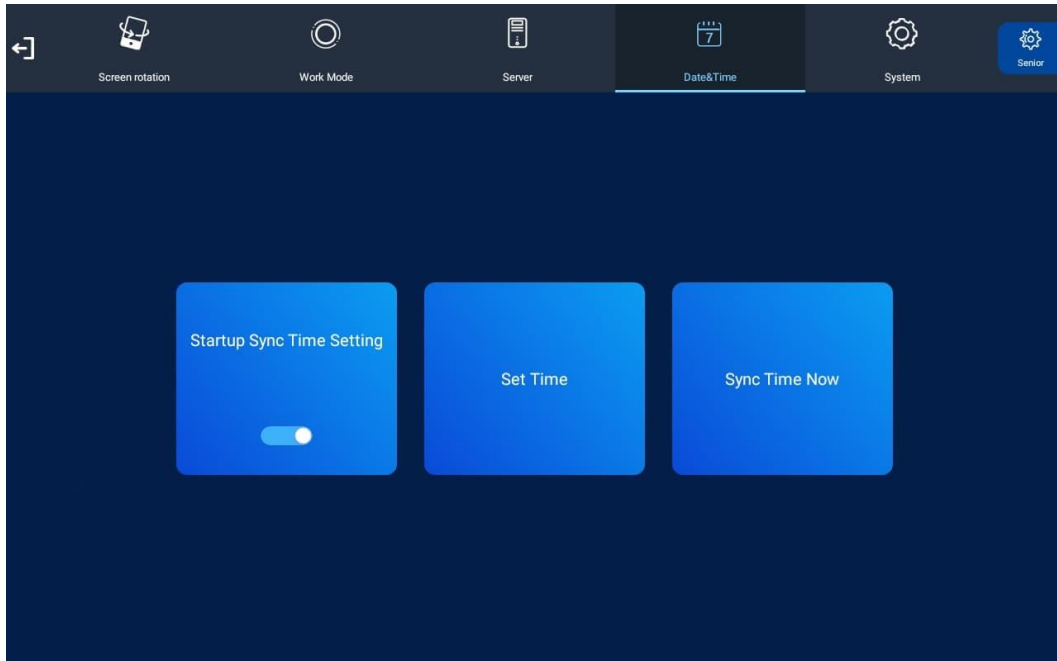 Screen rotation
Work Mode
Server
7
Date&Time
System
Senior
Startup Sync Time Setting
Set Time
Sync Time Now